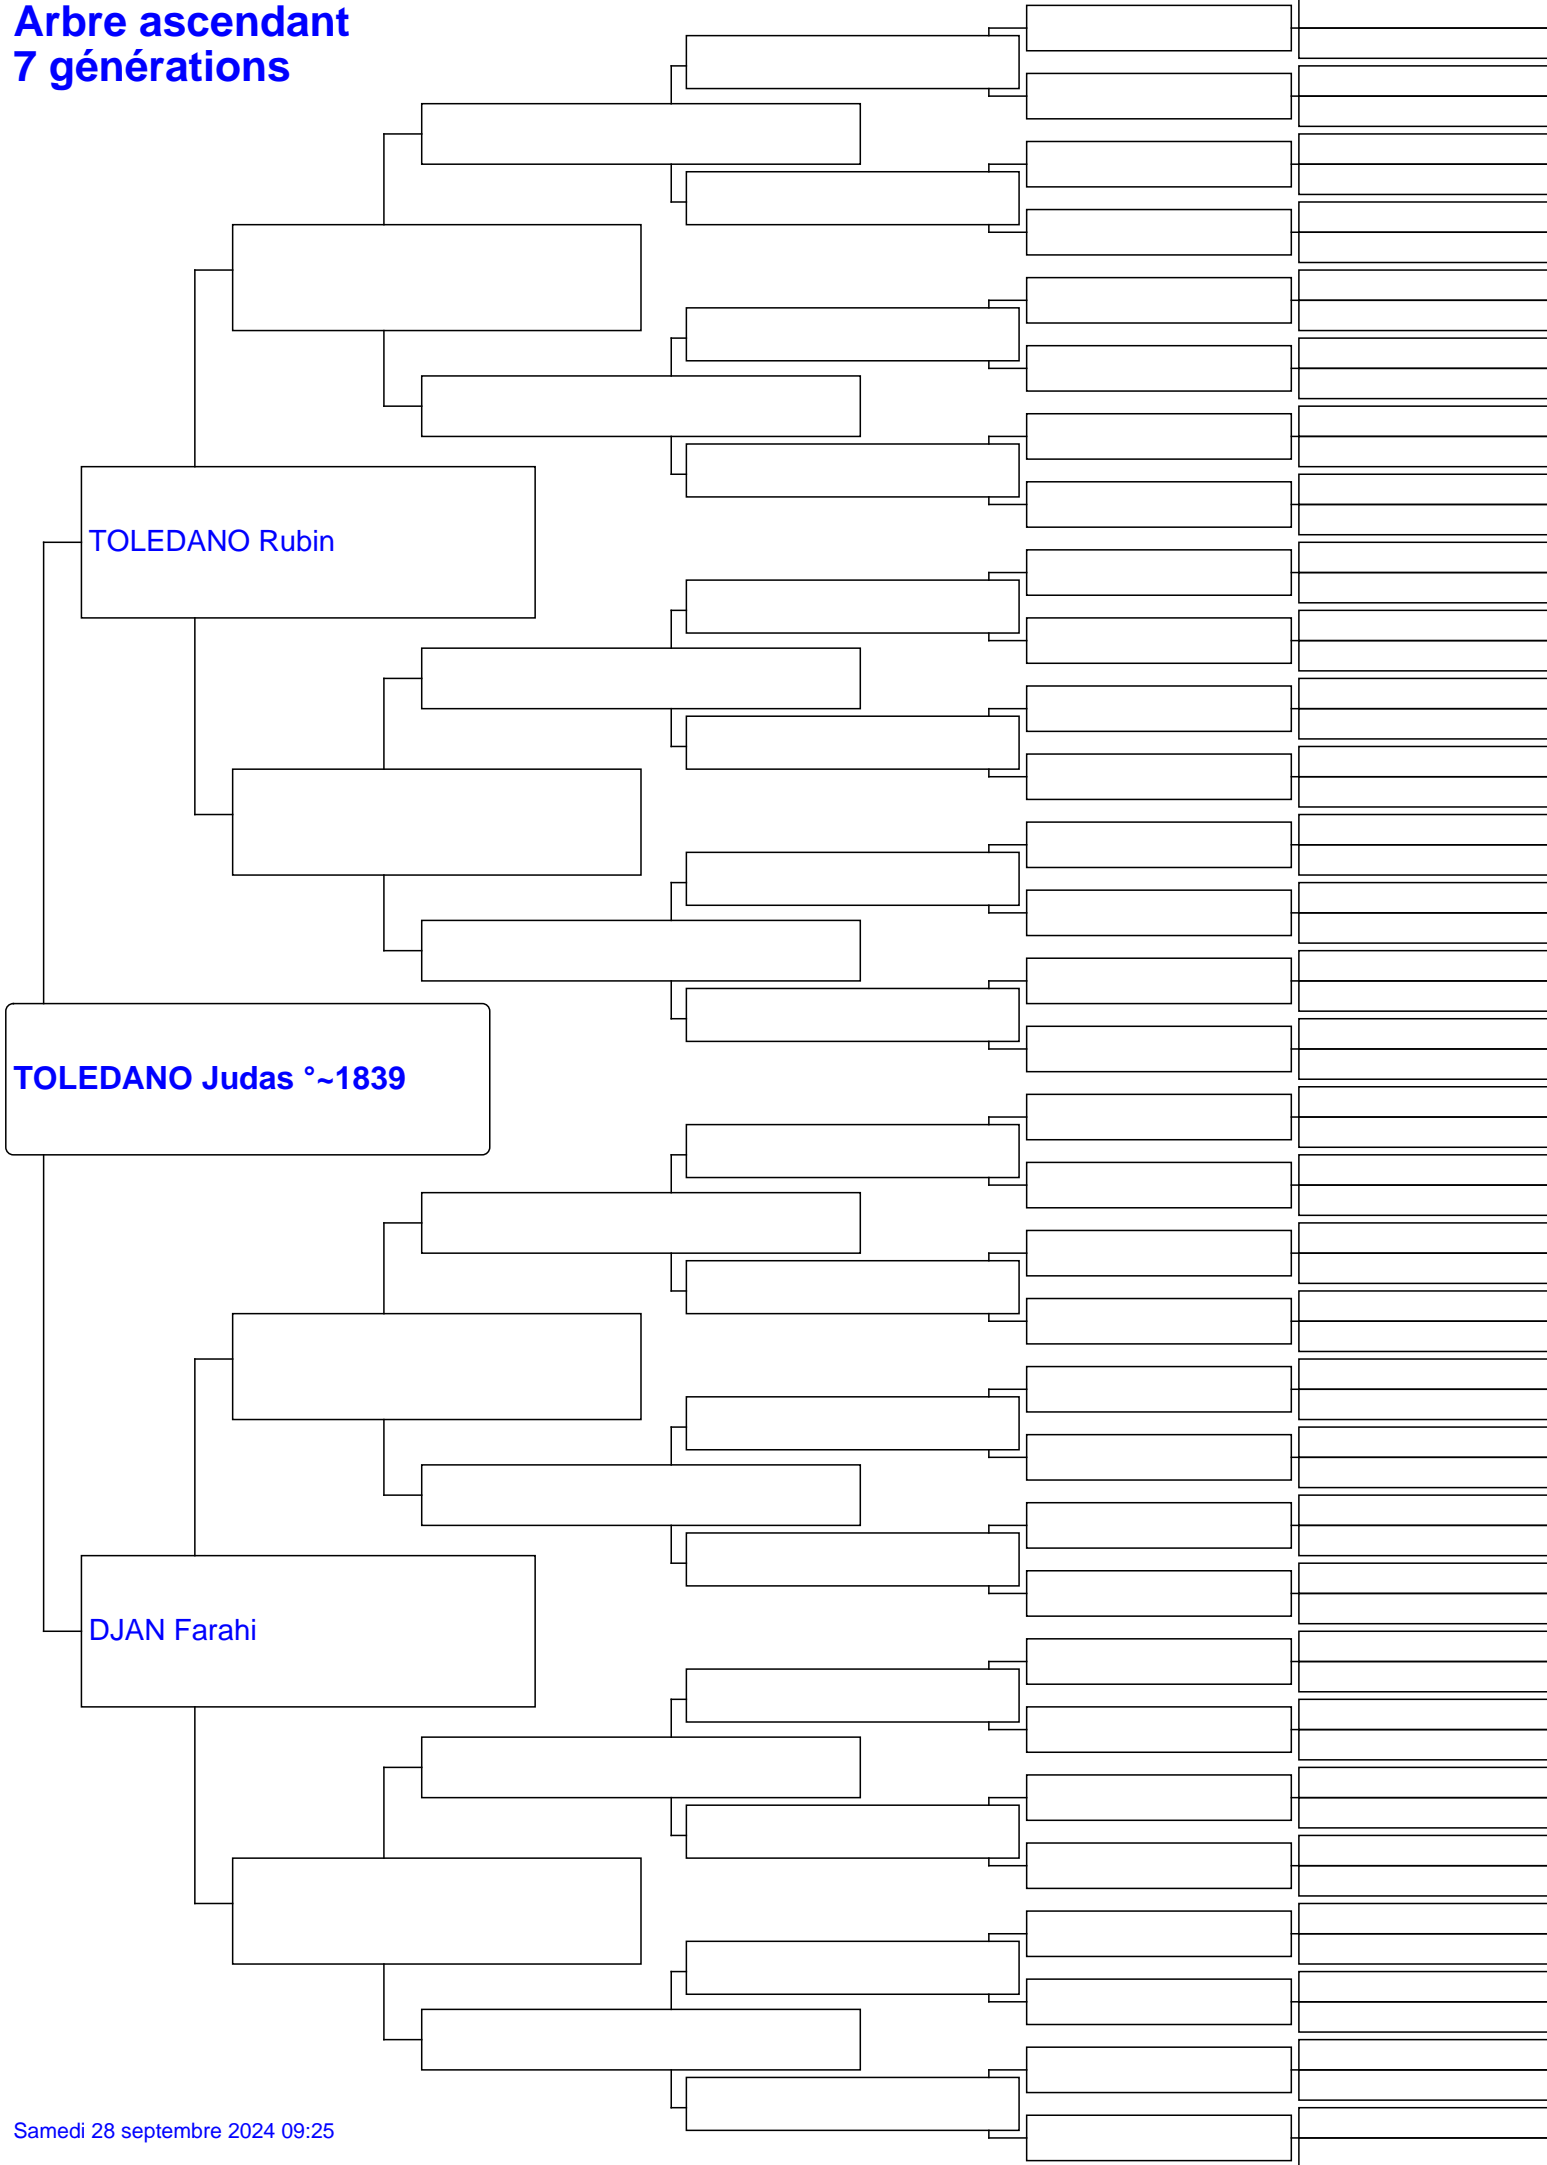 Arbre ascendant
7 générations
TOLEDANO Rubin
TOLEDANO Judas °~1839
DJAN Farahi
Samedi 28 septembre 2024 09:25